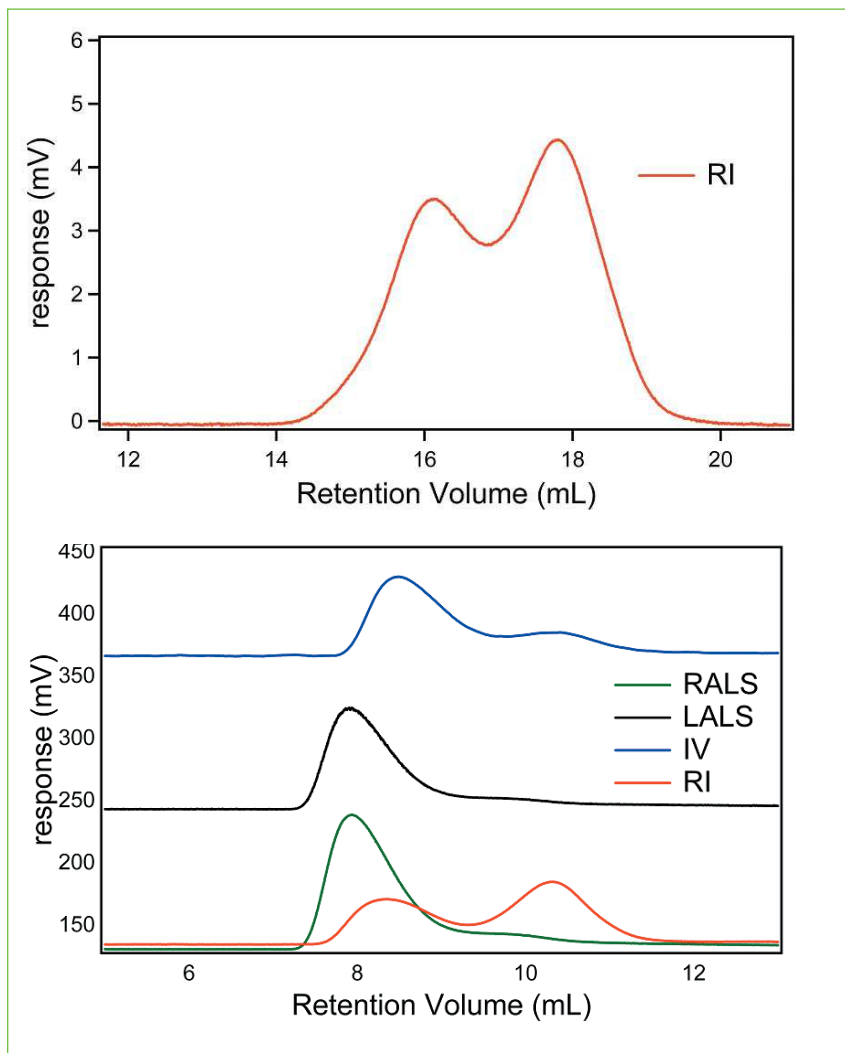 6
5
4
3
2
1
0
response (mV)
RI
12 14 16 18 20
Retention Volume (mL)
450
400
350
300
250
200
150
response (mV)
RALS
LALS
IV
RI
6 8 10 12
Retention Volume (mL)